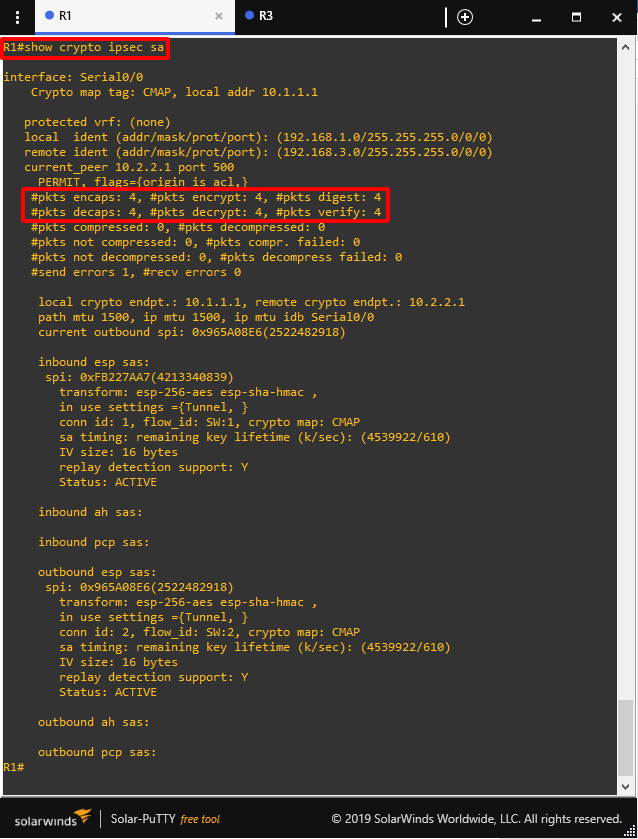 R1
R3
R1#show crypto ipsec sa
interface: Serial0/0
Crypto map tag: CMAP, local addr 10.1.1.1
protected vrf: (none)
local ident (addr/mask/prot/port): (192.168.1.0/255.255.255.0/0/0)
remote ident (addr/mask/prot/port): (192.168.3.0/255.255.255.0/0/0)
current_peer 10.2.2.1 port 500
PERMIT, flags={origin_is_acl,}
#pkts encaps: 4, #pkts encrypt: 4, #pkts digest: 4
#pkts decaps: 4, #pkts decrypt: 4, #pkts verify: 4
#pkts compressed: 0, #pkts decompressed: 0
#pkts not compressed: 0, #pkts compr. failed: 0
#pkts not decompressed: 0, #pkts decompress failed: 0
#send errors 1, #recv errors 0
local crypto endpt.: 10.1.1.1, remote crypto endpt.: 10.2.2.1
path mtu 1500, ip mtu 1500, ip mtu idb Serial0/0
current outbound spi: 0x965A08E6(2522482918)
inbound esp sas:
spi: 0xFB227AA7(4213340839)
transform: esp-256-aes esp-sha-hmac ,
in use settings ={Tunnel, }
conn id: 1, flow_id: SW:1, crypto map: CMAP
sa timing: remaining key lifetime (k/sec): (4539922/610)
IV size: 16 bytes
replay detection support: Y
Status: ACTIVE
inbound ah sas:
inbound pcp sas:
outbound esp sas:
spi: 0x965A08E6(2522482918)
transform: esp-256-aes esp-sha-hmac ,
in use settings ={Tunnel, }
conn id: 2, flow_id: SW:2, crypto map: CMAP
sa timing: remaining key lifetime (k/sec): (4539922/610)
IV size: 16 bytes
replay detection support: Y
Status: ACTIVE
outbound ah sas:
outbound pcp sas:
R1#
solarwinds | Solar-PuTTY free tool © 2019 SolarWinds Worldwide, LLC. All rights reserved.